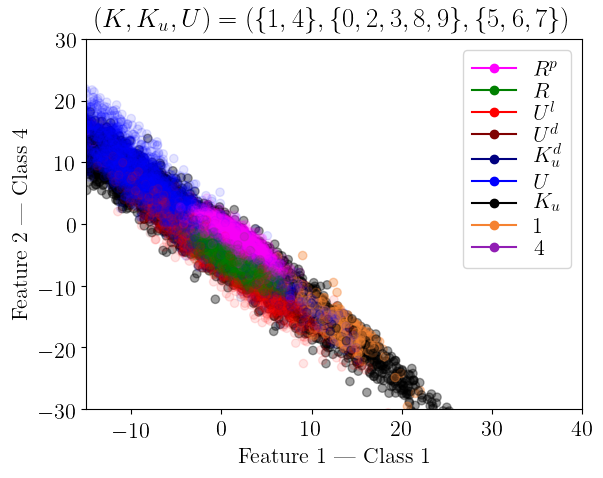 (K, K_u, U) = ({1, 4}, {0, 2, 3, 8, 9}, {5, 6, 7})
30
20
10
0
−10
−20
−30
Feature 2 — Class 4
R^p
R
U^l
U^d
K_u^d
U
K_u
1
4
−10
0
10
20
30
40
Feature 1 — Class 1